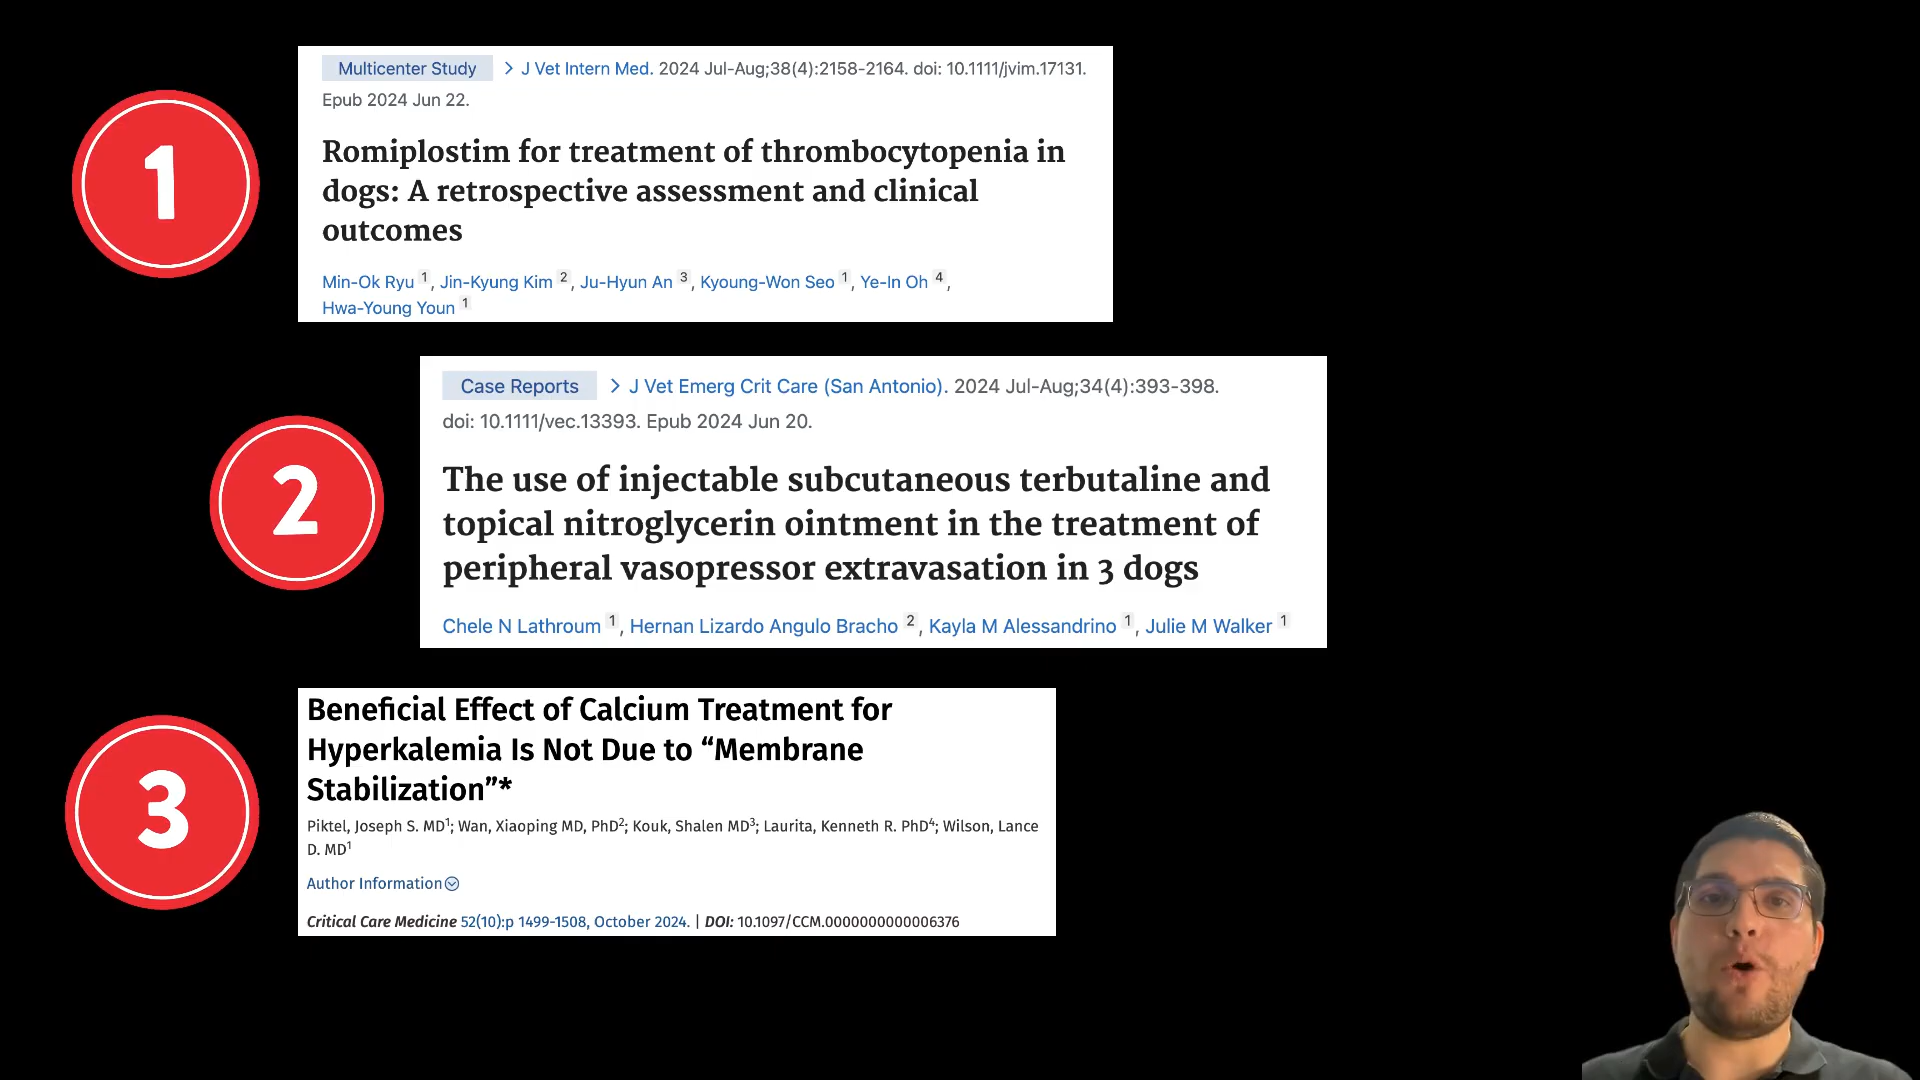 1
Multicenter Study > J Vet Intern Med. 2024 Jul-Aug;38(4):2158-2164. doi: 10.1111/jvim.17131.
Epub 2024 Jun 22.
Romiplostim for treatment of thrombocytopenia in
dogs: A retrospective assessment and clinical
outcomes
Min-Ok Ryu 1, Jin-Kyung Kim 2, Ju-Hyun An 3, Kyoung-Won Seo 1, Ye-In Oh 4,
Hwa-Young Youn 1
2
Case Reports > J Vet Emerg Crit Care (San Antonio). 2024 Jul-Aug;34(4):393-398.
doi: 10.1111/vec.13393. Epub 2024 Jun 20.
The use of injectable subcutaneous terbutaline and
topical nitroglycerin ointment in the treatment of
peripheral vasopressor extravasation in 3 dogs
Chele N Lathroum 1, Hernan Lizardo Angulo Bracho 2, Kayla M Alessandrino 1, Julie M Walker 1
3
Beneficial Effect of Calcium Treatment for
Hyperkalemia Is Not Due to “Membrane
Stabilization”*
Piktel, Joseph S. MD1; Wan, Xiaoping MD, PhD2; Kouk, Shalen MD3; Laurita, Kenneth R. PhD4; Wilson, Lance
D. MD1
Author Information
Critical Care Medicine 52(10):p 1499-1508, October 2024. | DOI: 10.1097/CCM.0000000000006376